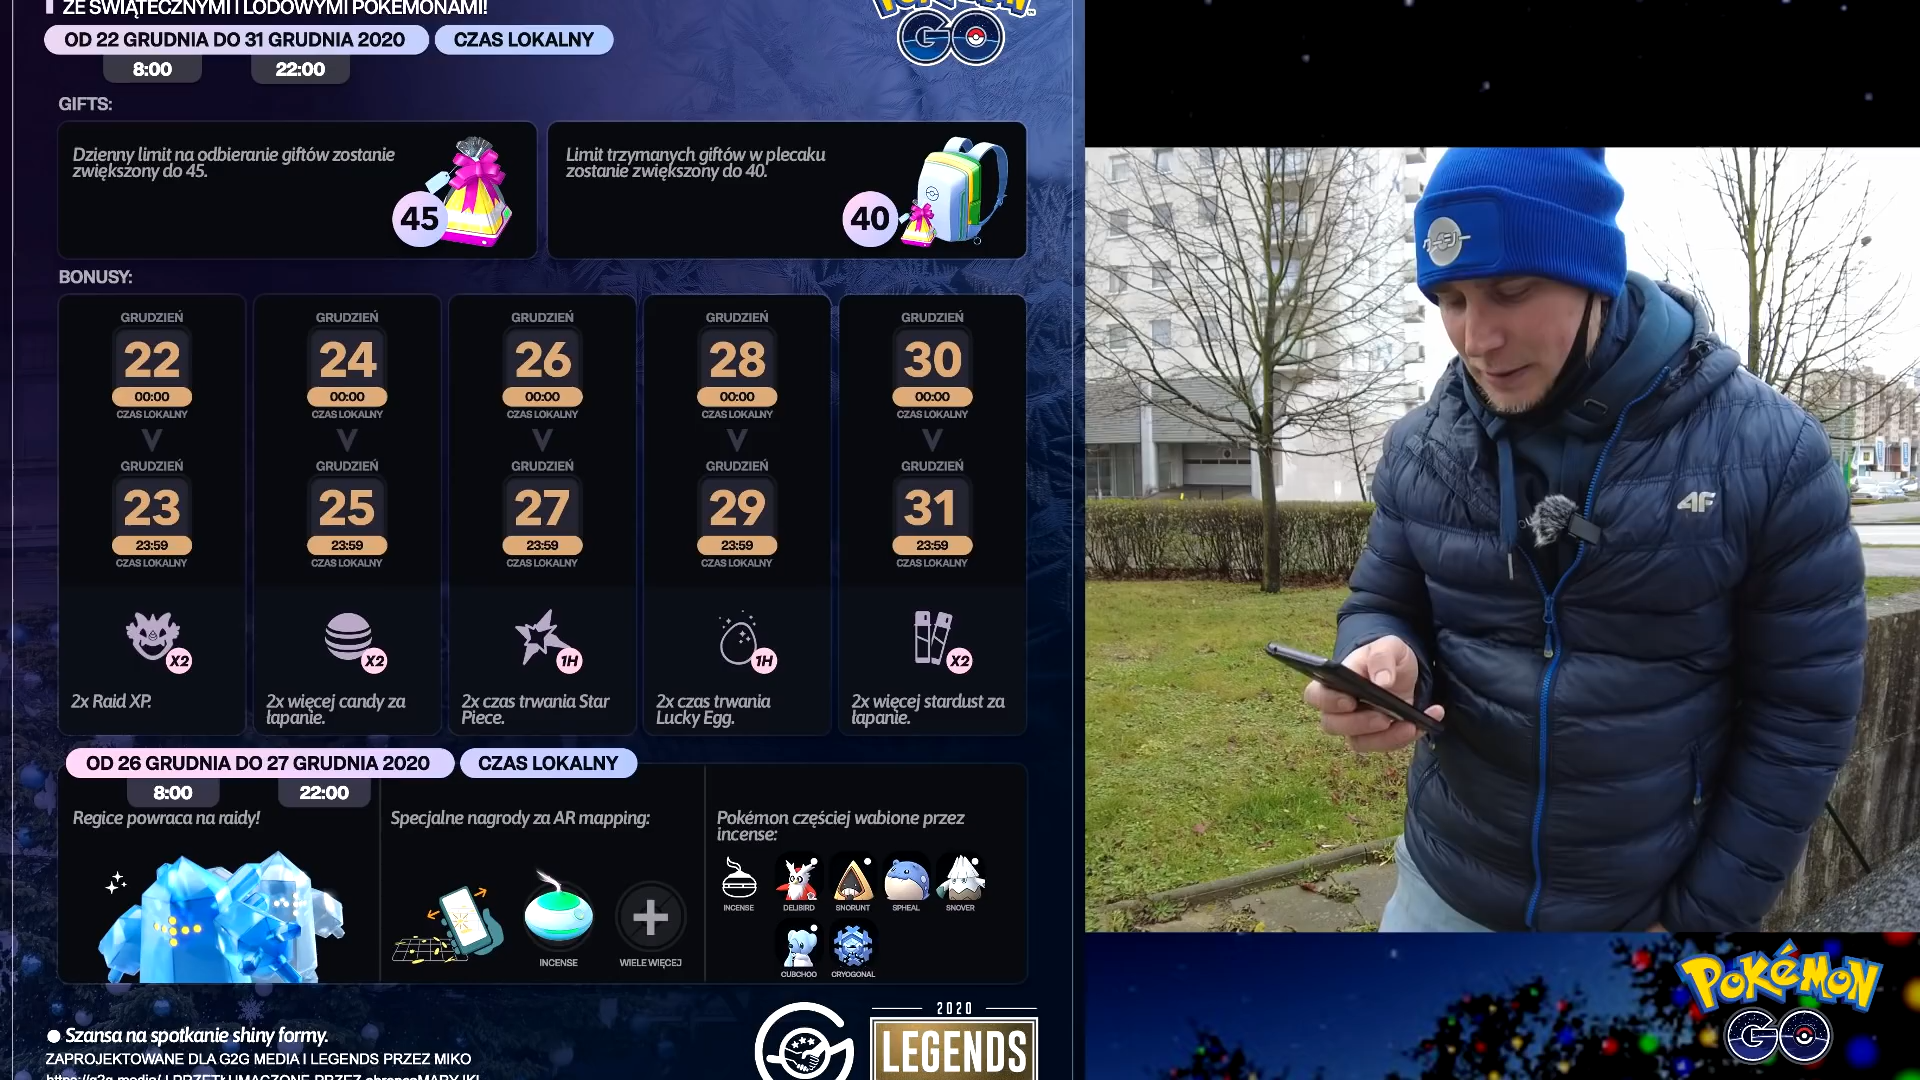 ZE ŚWIĄTECZNYMI I LODOWYMI POKEMONAMI!
OD 22 GRUDNIA DO 31 GRUDNIA 2020 CZAS LOKALNY
8:00 22:00
POKÉMON
GO
GIFTS:
Dzienny limit na odbieranie giftów zostanie
zwiększony do 45.
45
Limit trzymanych giftów w plecaku
zostanie zwiększony do 40.
40
BONUSY:
GRUDZIEŃ
22
00:00
CZAS LOKALNY
GRUDZIEŃ
23
23:59
CZAS LOKALNY
X2
2x Raid XP.
GRUDZIEŃ
24
00:00
CZAS LOKALNY
GRUDZIEŃ
25
23:59
CZAS LOKALNY
X2
2x więcej candy za
łapanie.
GRUDZIEŃ
26
00:00
CZAS LOKALNY
GRUDZIEŃ
27
23:59
CZAS LOKALNY
1H
2x czas trwania Star
Piece.
GRUDZIEŃ
28
00:00
CZAS LOKALNY
GRUDZIEŃ
29
23:59
CZAS LOKALNY
1H
2x czas trwania
Lucky Egg.
GRUDZIEŃ
30
00:00
CZAS LOKALNY
GRUDZIEŃ
31
23:59
CZAS LOKALNY
X2
2x więcej stardust za
łapanie.
OD 26 GRUDNIA DO 27 GRUDNIA 2020 CZAS LOKALNY
8:00 22:00
Regice powraca na raidy!
Specjalne nagrody za AR mapping:
INCENSE
WIELE WIĘCEJ
Pokémon częściej wabione przez
incense:
INCENSE DELIBIRD SNORUNT SPHEAL SNOVER
CUBCHOO CRYOGONAL
Szansa na spotkanie shiny formy.
ZAPROJEKTOWANE DLA G2G MEDIA I LEGENDS PRZEZ MIKO
https://g2g.media/ I PRZETŁUMACZONE PRZEZ
2020
LEGENDS
4F
POKÉMON
GO